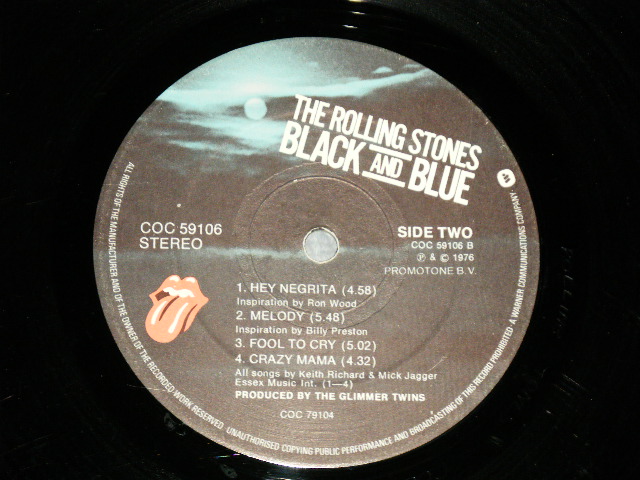 THE ROLLING STONES
BLACK AND BLUE
COC 59106
STEREO
SIDE TWO
COC 59106 B
℗ & © 1976
PROMOTONE B.V.
1. HEY NEGRITA (4.58)
Inspiration by Ron Wood
2. MELODY (5.48)
Inspiration by Billy Preston
3. FOOL TO CRY (5.02)
4. CRAZY MAMA (4.32)
All songs by Keith Richard & Mick Jagger
Essex Music Int. (1—4)
PRODUCED BY THE GLIMMER TWINS
COC 79104
ALL RIGHTS OF THE MANUFACTURER AND OF THE OWNER OF THE RECORDED WORK RESERVED. UNAUTHORISED COPYING PUBLIC PERFORMANCE AND BROADCASTING OF THIS RECORD PROHIBITED · A WARNER COMMUNICATIONS COMPANY